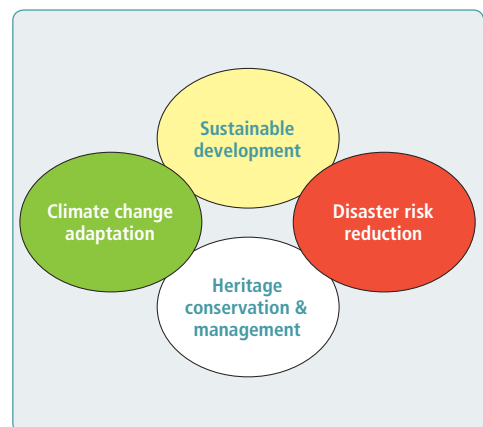 Sustainable
development
Climate change
adaptation
Disaster risk
reduction
Heritage
conservation &
management